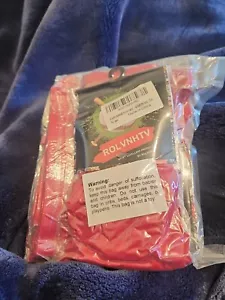 ROLVNHTV
Warning:
To avoid danger of suffocation,
keep this bag away from babies
and children. Do not use this
bag in cribs, beds, carriages, or
playpens. This bag is not a toy.